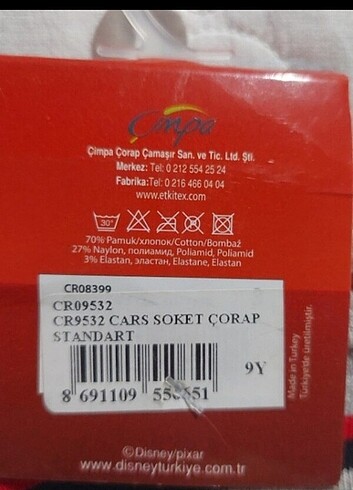 Çimpa
Çimpa Çorap Çamaşır San. ve Tic. Ltd. Şti.
Merkez: Tel: 0 212 554 25 24
Fabrika:Tel: 0 216 466 04 04
www.etkitex.com
30°
70% Pamuk/хлопок/Cotton/Bombaž
27% Naylon, полиамид, Poliamid, Poliamid
3% Elastan, эластан, Elastane, Elastan
CR08399
CR09532
CR9532 CARS SOKET ÇORAP
STANDART
9Y
8 691109 556651
Made in Turkey
Türkiye'de üretilmiştir.
©Disney/pixar
www.disneyturkiye.com.tr